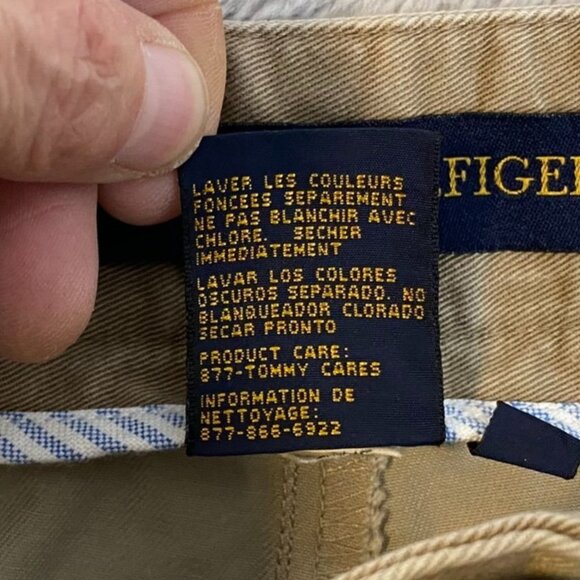 LAVER LES COULEURS
FONCEES SEPAREMENT
NE PAS BLANCHIR AVEC
CHLORE. SECHER
IMMEDIATEMENT
LAVAR LOS COLORES
OSCUROS SEPARADO. NO
BLANQUEADOR CLORADO
SECAR PRONTO
PRODUCT CARE:
877-TOMMY CARES
INFORMATION DE
NETTOYAGE:
877-866-6922
FIGER